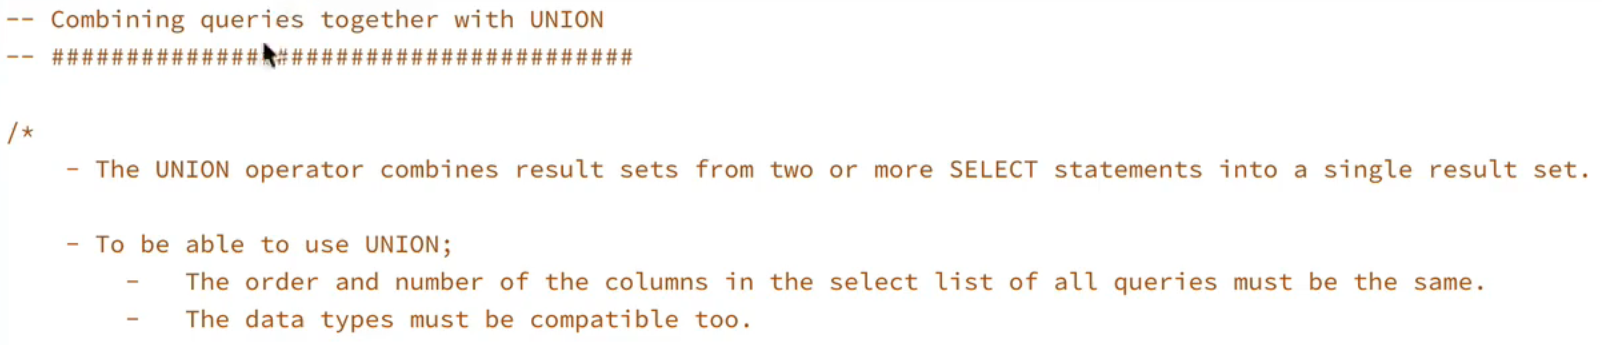 -- Combining queries together with UNION
-- #######################################
/*
- The UNION operator combines result sets from two or more SELECT statements into a single result set.
- To be able to use UNION;
- The order and number of the columns in the select list of all queries must be the same.
- The data types must be compatible too.